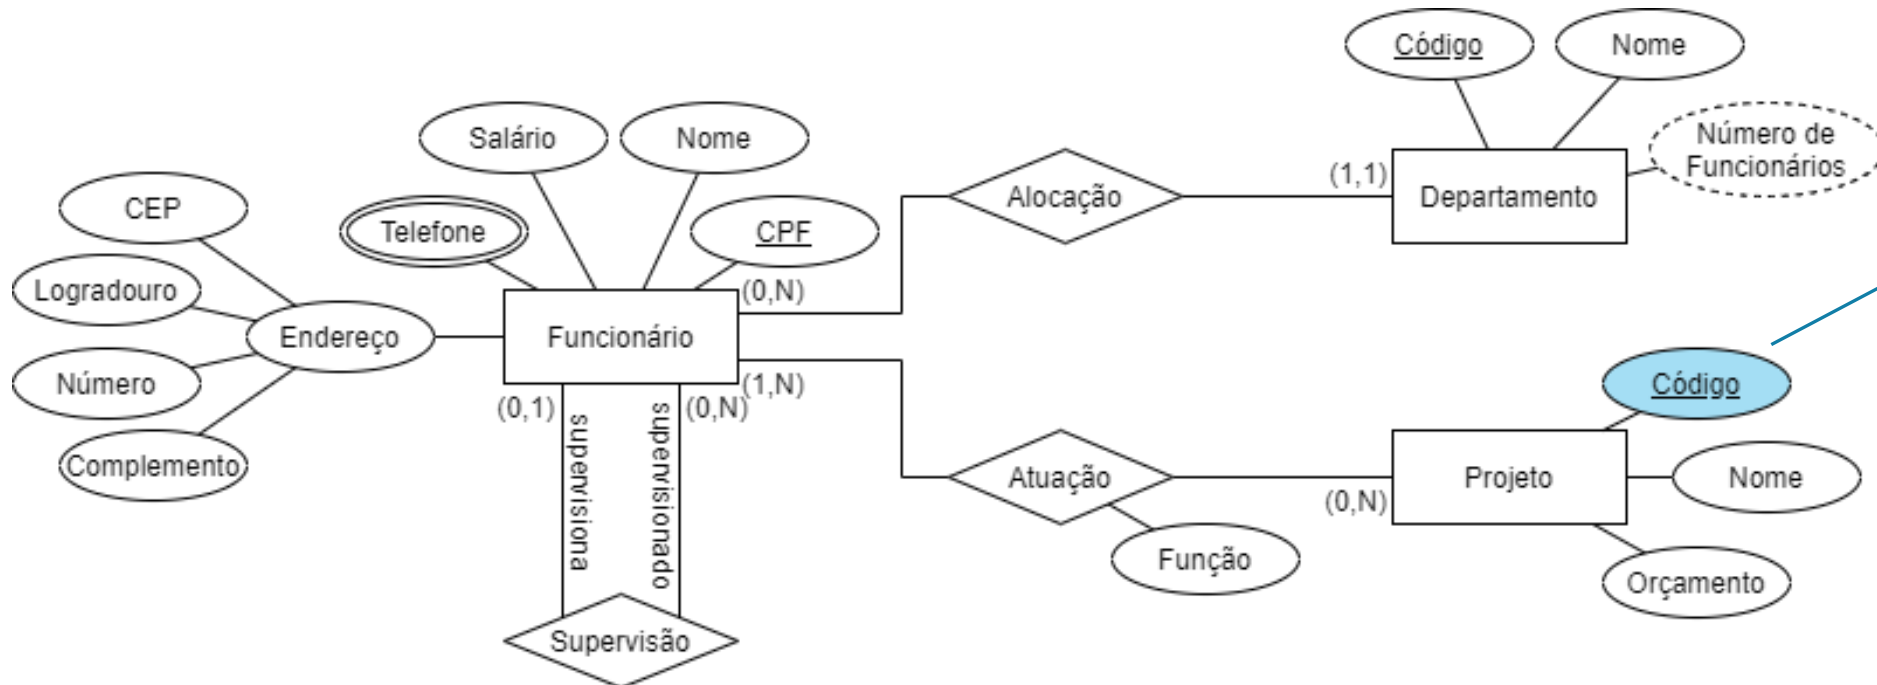 Código
Nome
Número de
Funcionários
Salário
Nome
Alocação
(1,1)
Departamento
CEP
Telefone
CPF
Logradouro
(0,N)
Endereço
Funcionário
Número
(1,N)
Código
(0,1)
supervisiona
supervisionado
(0,N)
Complemento
Atuação
Projeto
Nome
(0,N)
Função
Orçamento
Supervisão